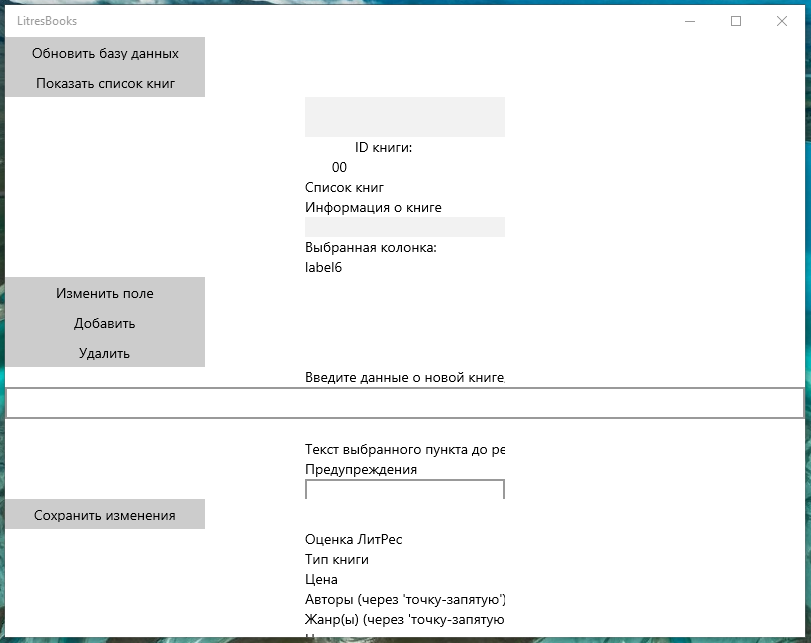 LitresBooks
Обновить базу данных
Показать список книг
ID книги:
00
Список книг
Информация о книге
Выбранная колонка:
label6
Изменить поле
Добавить
Удалить
Введите данные о новой книге
Текст выбранного пункта до ре
Предупреждения
Сохранить изменения
Оценка ЛитРес
Тип книги
Цена
Авторы (через 'точку-запятую')
Жанр(ы) (через 'точку-запятую